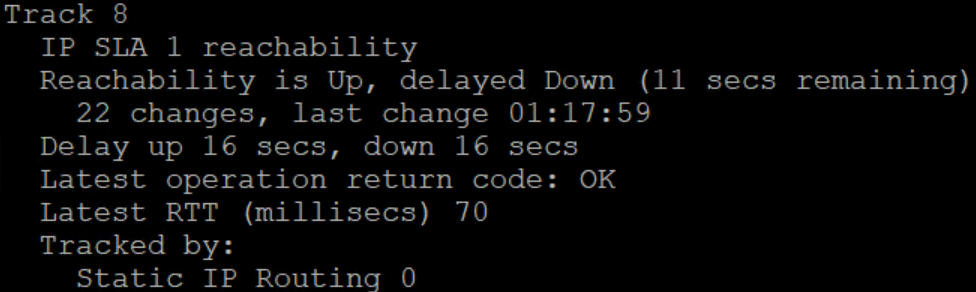 Track 8
IP SLA 1 reachability
Reachability is Up, delayed Down (11 secs remaining)
22 changes, last change 01:17:59
Delay up 16 secs, down 16 secs
Latest operation return code: OK
Latest RTT (millisecs) 70
Tracked by:
Static IP Routing 0